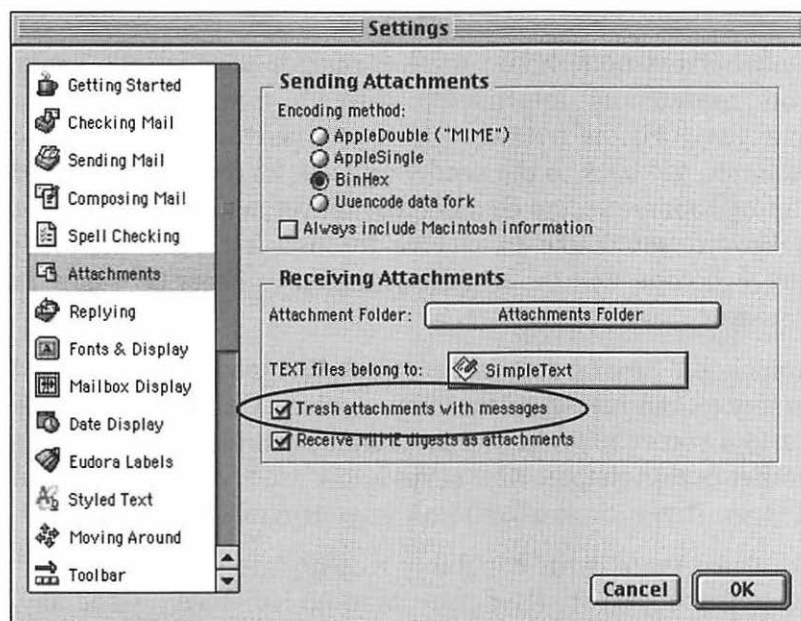 Settings
Getting Started
Checking Mail
Sending Mail
Composing Mail
Spell Checking
Attachments
Replying
Fonts & Display
Mailbox Display
Date Display
Eudora Labels
Styled Text
Moving Around
Toolbar
Sending Attachments
Encoding method:
AppleDouble ("MIME")
AppleSingle
BinHex
Uuencode data fork
Always include Macintosh information
Receiving Attachments
Attachment Folder: Attachments Folder
TEXT files belong to: SimpleText
Trash attachments with messages
Receive MIME digests as attachments
Cancel OK